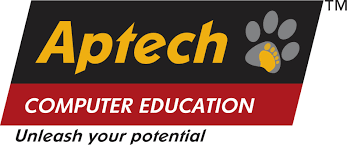 Aptech
TM
COMPUTER EDUCATION
Unleash your potential